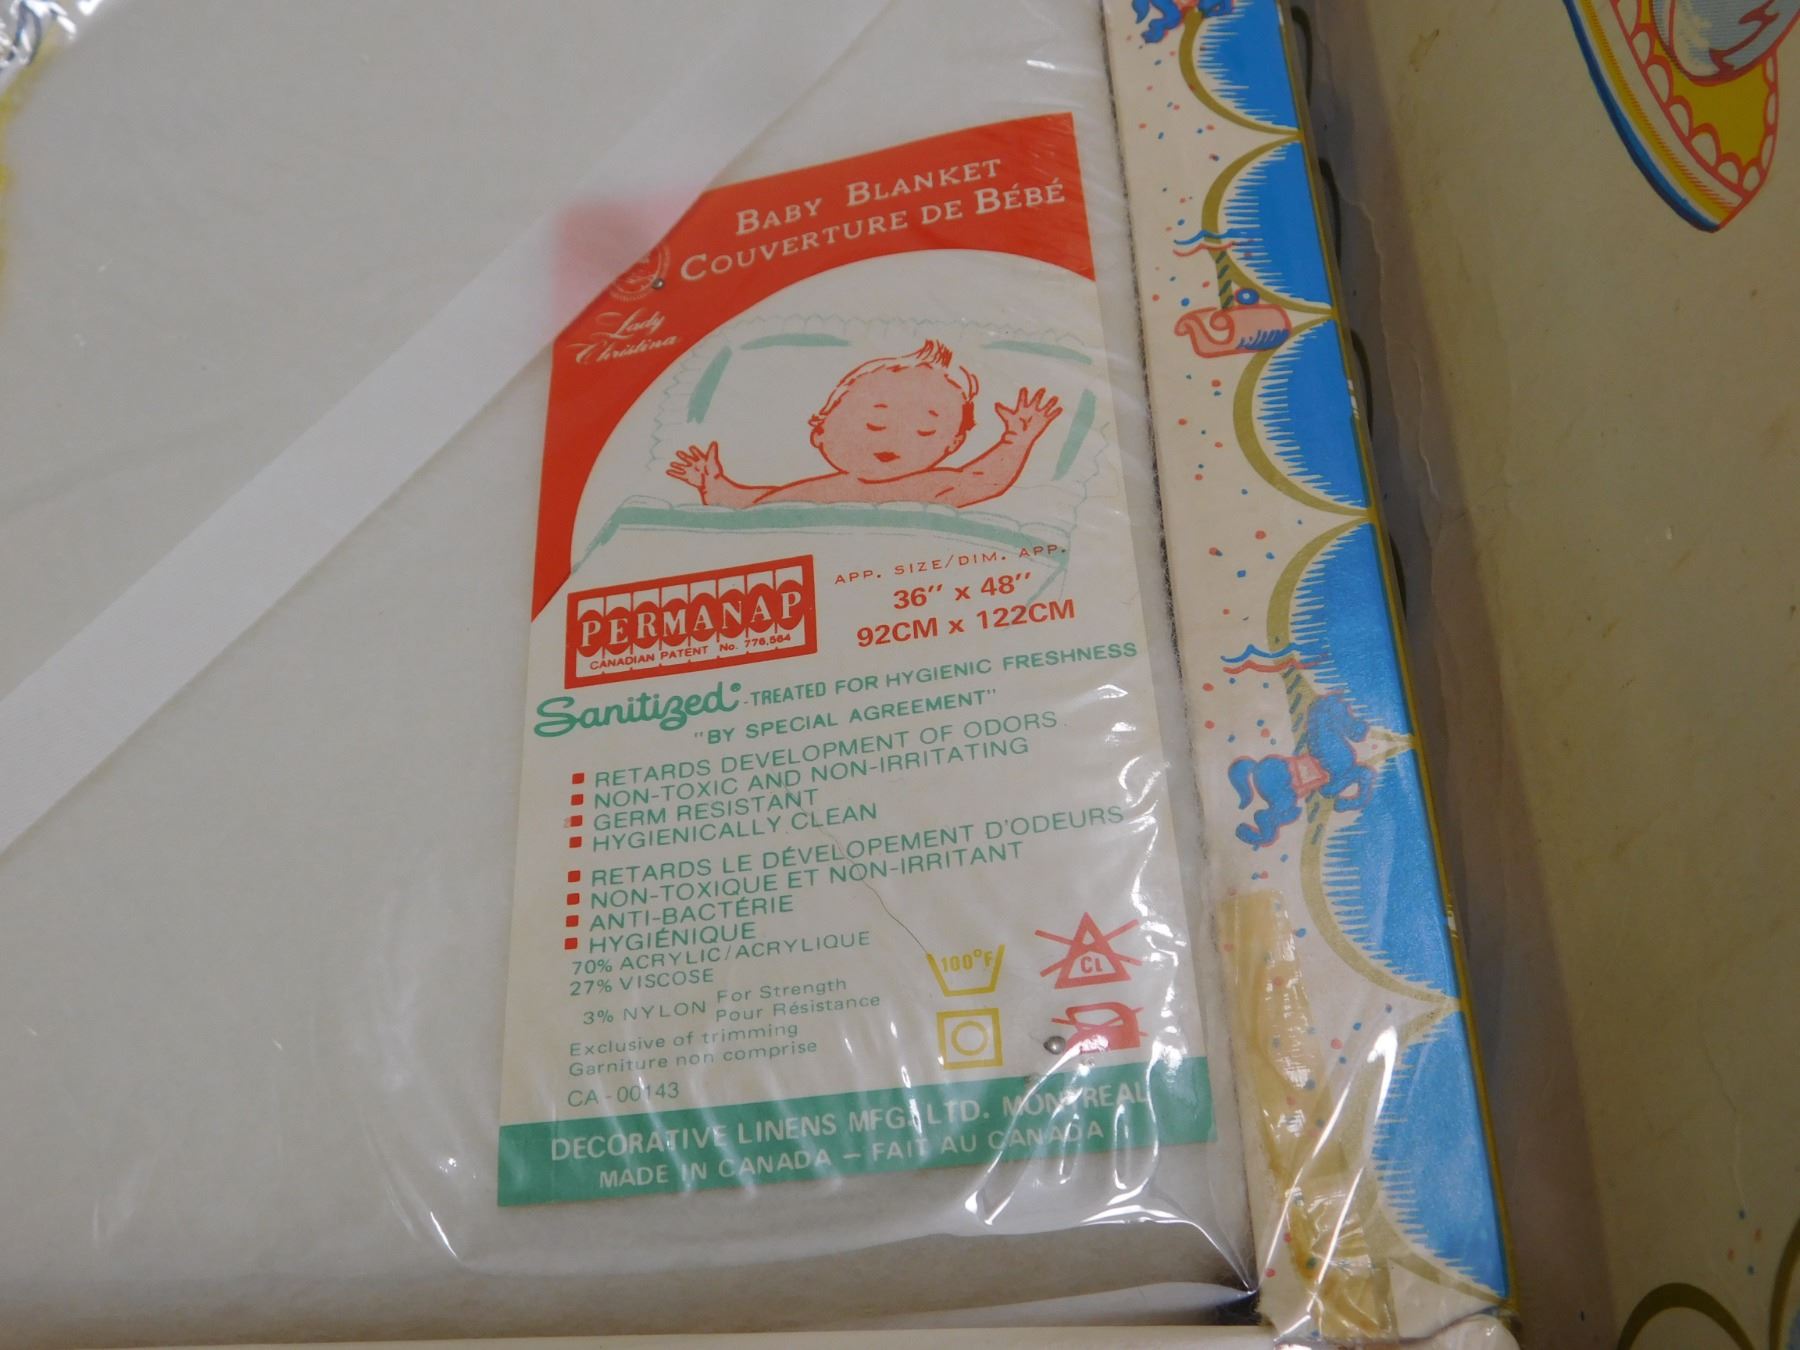 BABY BLANKET
COUVERTURE DE BÉBÉ
Lady
Christina
PERMANAP
CANADIAN PATENT No. 776,564
APP. SIZE/DIM. APP.
36" x 48"
92CM x 122CM
Sanitized® - TREATED FOR HYGIENIC FRESHNESS
"BY SPECIAL AGREEMENT"
RETARDS DEVELOPMENT OF ODORS
NON-TOXIC AND NON-IRRITATING
GERM RESISTANT
HYGIENICALLY CLEAN
RETARDS LE DÉVELOPEMENT D'ODEURS
NON-TOXIQUE ET NON-IRRITANT
ANTI-BACTÉRIE
HYGIÉNIQUE
70% ACRYLIC/ACRYLIQUE
27% VISCOSE
3% NYLON For Strength
Pour Résistance
Exclusive of trimming
Garniture non comprise
CA-00143
100°F
CL
DECORATIVE LINENS MFG. LTD. MONTREAL
MADE IN CANADA – FAIT AU CANADA